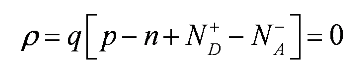 ρ = q[p − n + N_D^+ − N_A^−] = 0